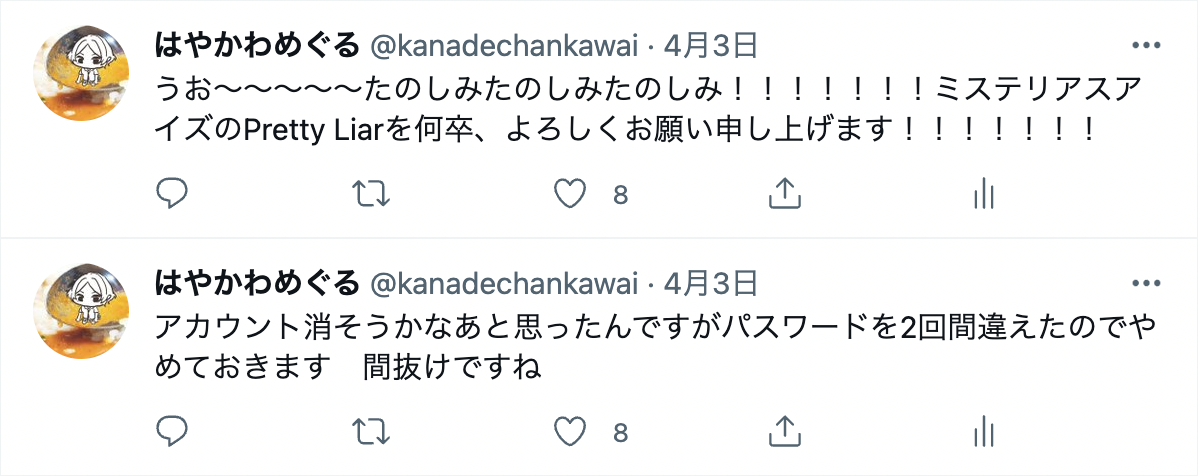 はやかわめぐる @kanadechankawai · 4月3日
うお〜〜〜〜〜たのしみたのしみたのしみ！！！！！！！ミステリアスア
イズのPretty Liarを何卒、よろしくお願い申し上げます！！！！！！！
8
はやかわめぐる @kanadechankawai · 4月3日
アカウント消そうかなあと思ったんですがパスワードを2回間違えたのでや
めておきます　間抜けですね
8